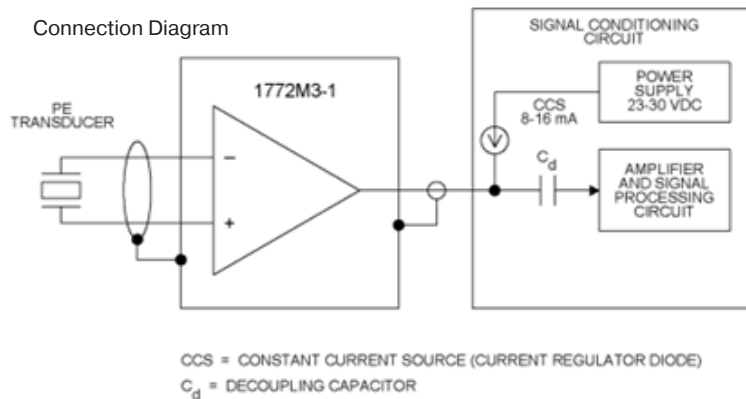 Connection Diagram
SIGNAL CONDITIONING
CIRCUIT
1772M3-1
POWER
SUPPLY
23-30 VDC
PE
TRANSDUCER
CCS
8-16 mA
Cd
AMPLIFIER
AND SIGNAL
PROCESSING
CIRCUIT
−
+
CCS = CONSTANT CURRENT SOURCE (CURRENT REGULATOR DIODE)
Cd = DECOUPLING CAPACITOR